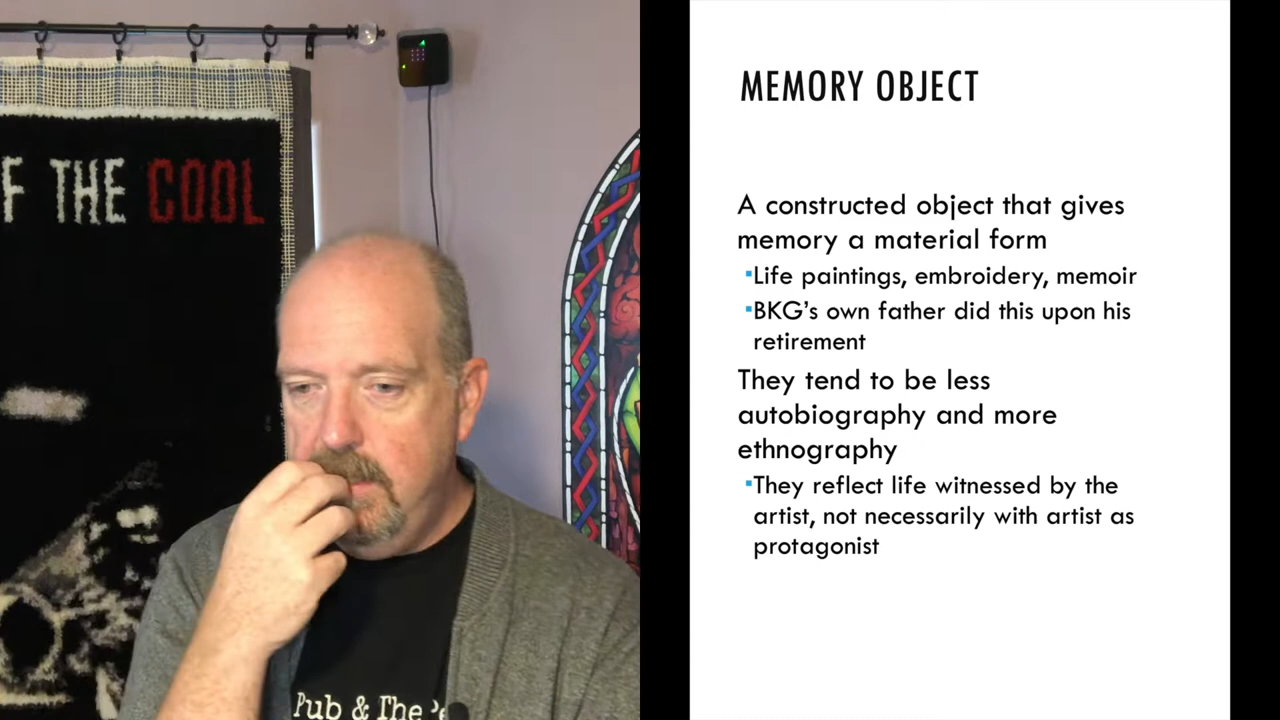 F THE COOL
Pub & The
MEMORY OBJECT
A constructed object that gives
memory a material form
▪Life paintings, embroidery, memoir
▪BKG’s own father did this upon his
retirement
They tend to be less
autobiography and more
ethnography
▪They reflect life witnessed by the
artist, not necessarily with artist as
protagonist